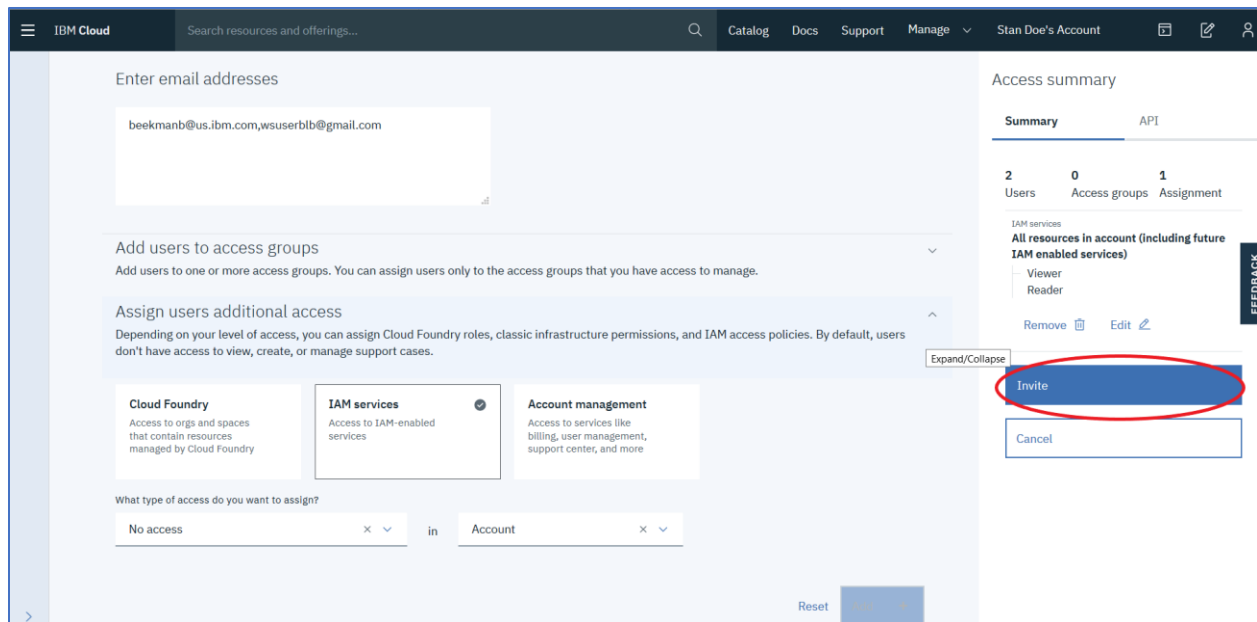 IBM Cloud
Search resources and offerings...
Catalog
Docs
Support
Manage
Stan Doe's Account
Enter email addresses
beekmanb@us.ibm.com,wsuserblb@gmail.com
Add users to access groups
Add users to one or more access groups. You can assign users only to the access groups that you have access to manage.
Assign users additional access
Depending on your level of access, you can assign Cloud Foundry roles, classic infrastructure permissions, and IAM access policies. By default, users
don't have access to view, create, or manage support cases.
Expand/Collapse
Cloud Foundry
Access to orgs and spaces
that contain resources
managed by Cloud Foundry
IAM services
Access to IAM-enabled
services
Account management
Access to services like
billing, user management,
support center, and more
What type of access do you want to assign?
No access
in
Account
Reset
Access summary
Summary
API
2 0 1
Users Access groups Assignment
IAM services
All resources in account (including future
IAM enabled services)
Viewer
Reader
Remove
Edit
Invite
Cancel
FEEDBACK